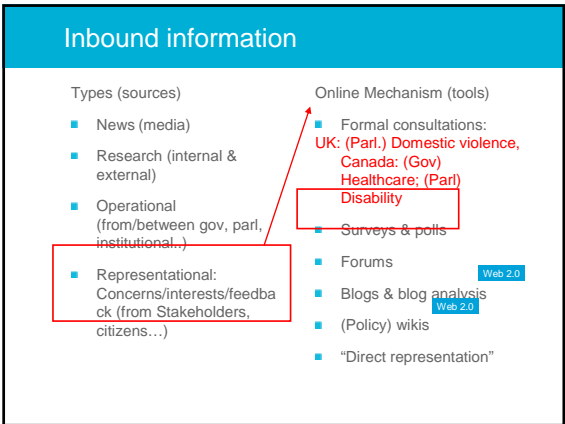 Inbound information
Types (sources)
News (media)
Research (internal &
external)
Operational
(from/between gov, parl,
institutional..)
Representational:
Concerns/interests/feedba
ck (from Stakeholders,
citizens…)
Online Mechanism (tools)
Formal consultations:
UK: (Parl.) Domestic violence,
Canada: (Gov)
Healthcare; (Parl)
Disability
Surveys & polls
Forums
Web 2.0
Blogs & blog analysis
Web 2.0
(Policy) wikis
“Direct representation”